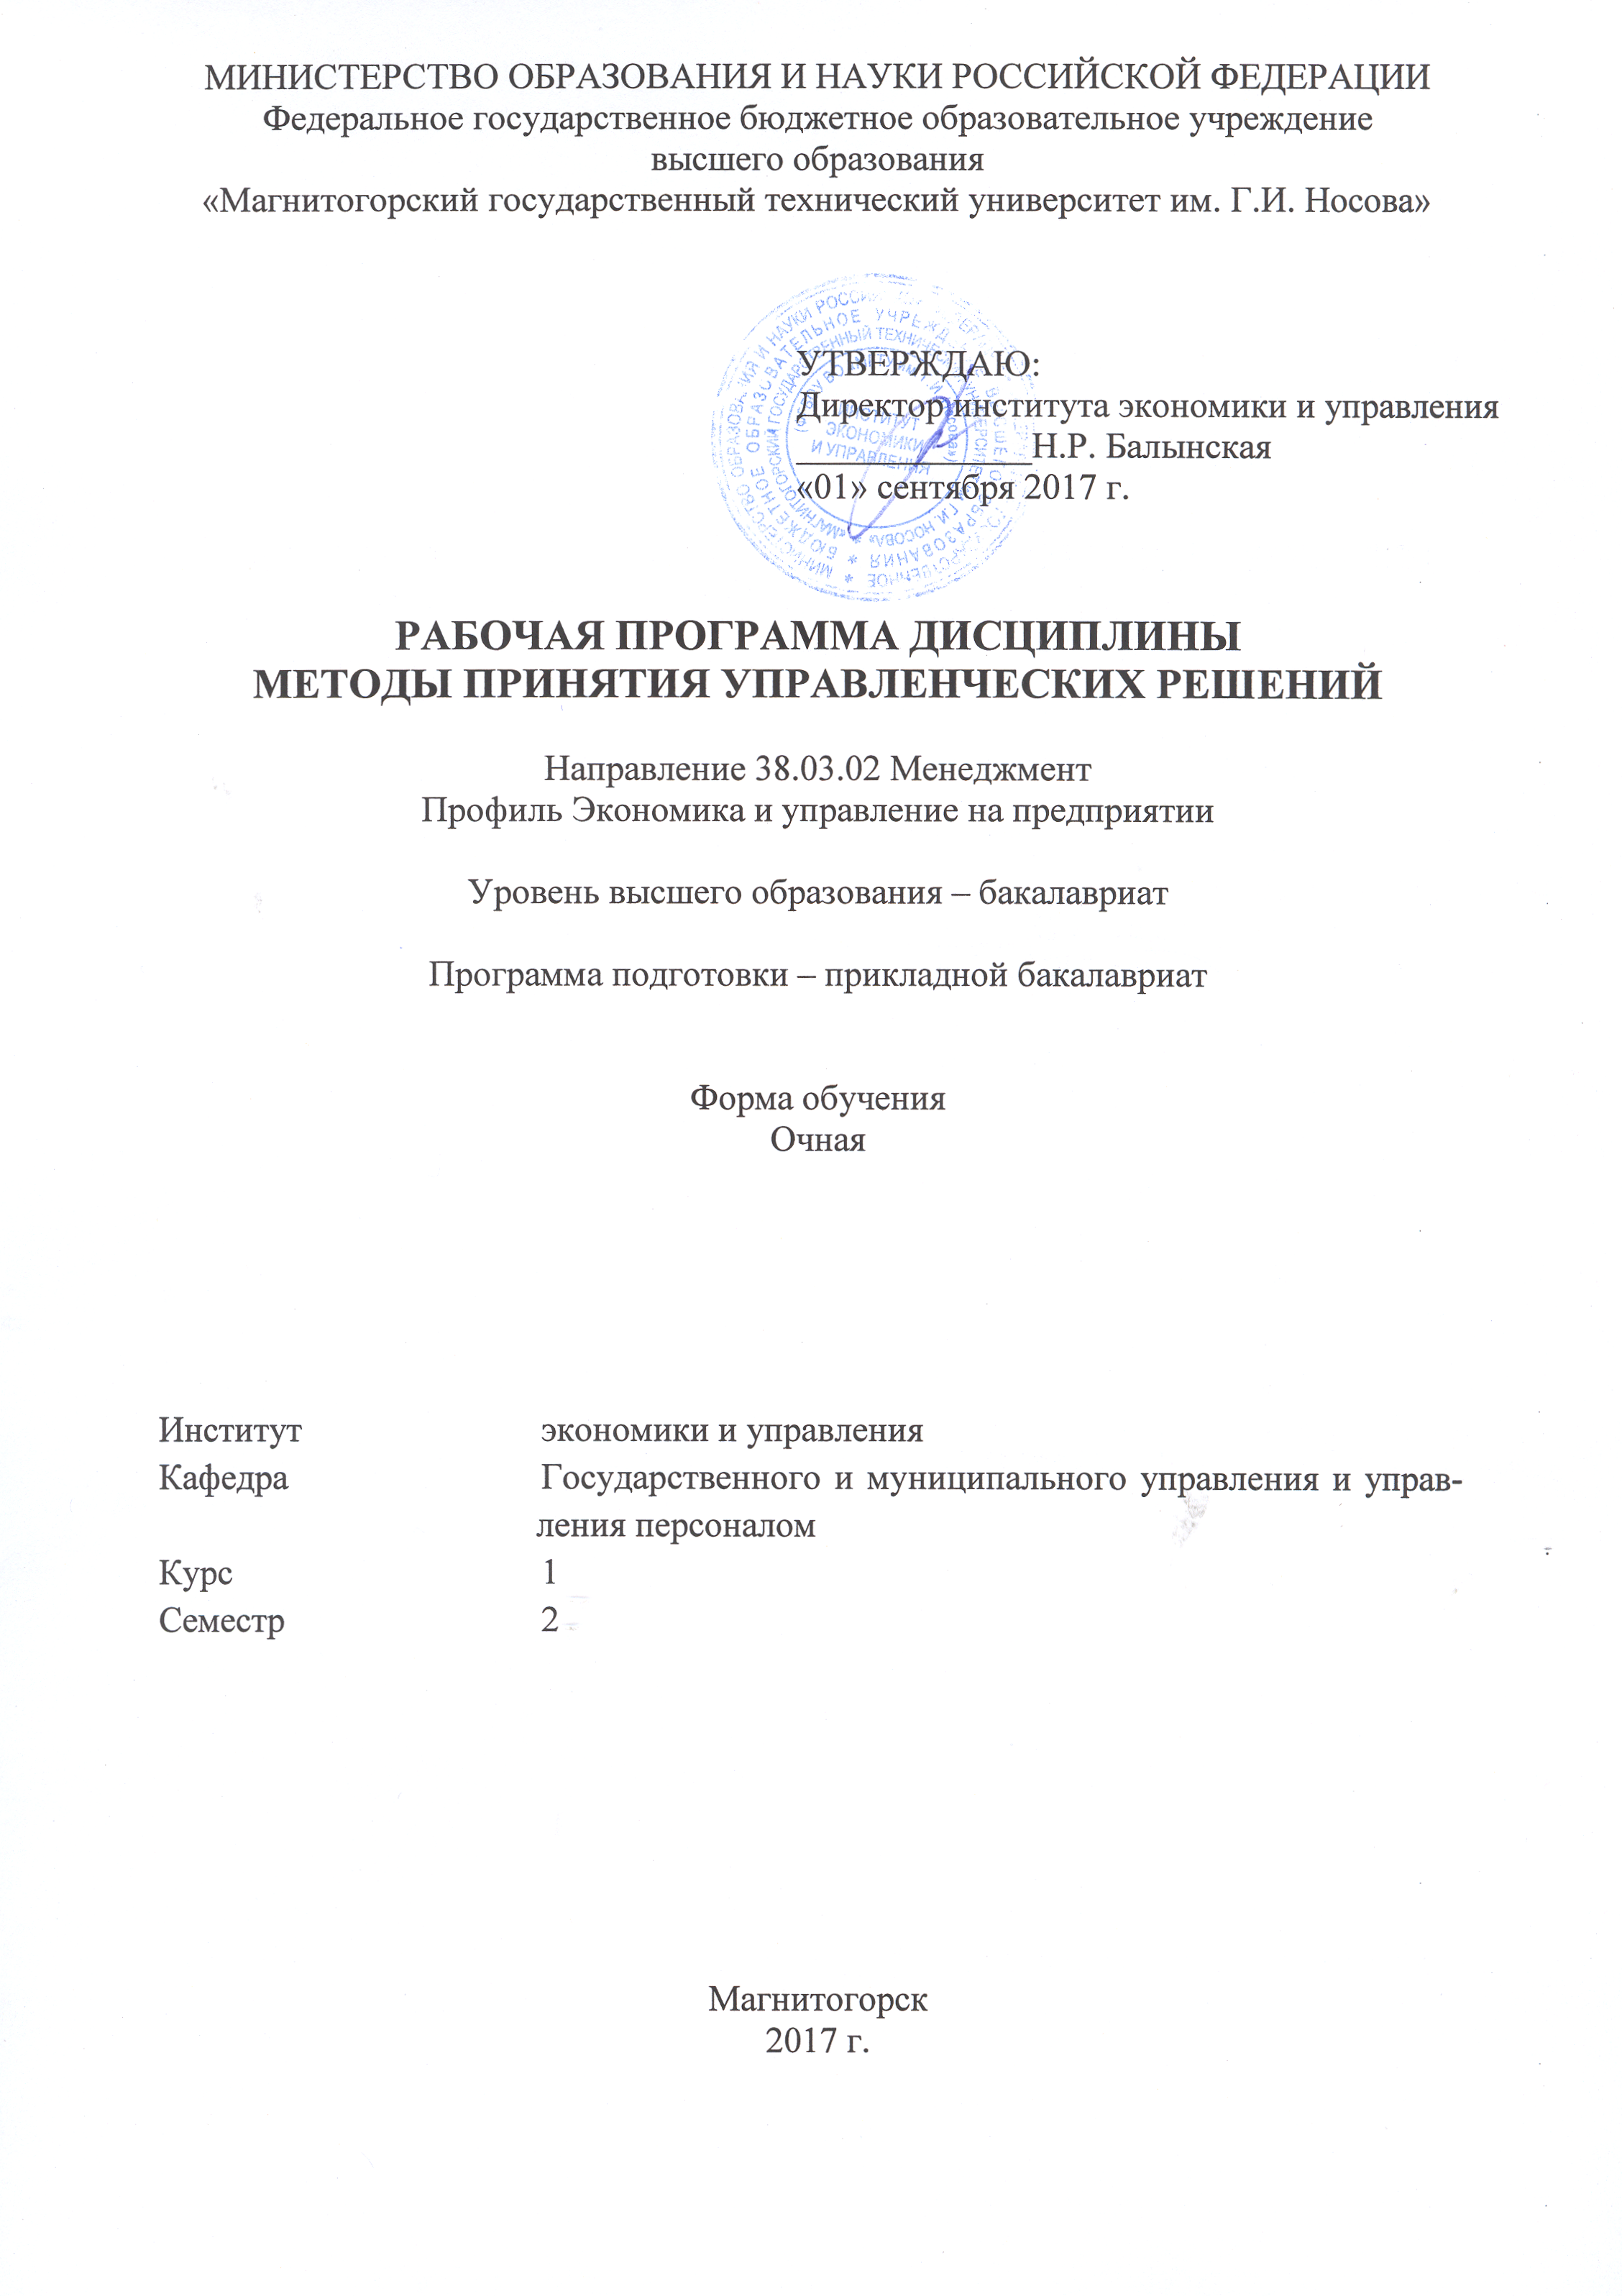 МИНИСТЕРСТВО ОБРАЗОВАНИЯ И НАУКИ РОССИЙСКОЙ ФЕДЕРАЦИИ
Федеральное государственное бюджетное образовательное учреждение
высшего образования
«Магнитогорский государственный технический университет им. Г.И. Носова»
УТВЕРЖДАЮ:
Директор института экономики и управления
Н.Р. Балынская
«01» сентября 2017 г.
ИНСТИТУТ
ЭКОНОМИКИ
И УПРАВЛЕНИЯ
РАБОЧАЯ ПРОГРАММА ДИСЦИПЛИНЫ
МЕТОДЫ ПРИНЯТИЯ УПРАВЛЕНЧЕСКИХ РЕШЕНИЙ
Направление 38.03.02 Менеджмент
Профиль Экономика и управление на предприятии
Уровень высшего образования – бакалавриат
Программа подготовки – прикладной бакалавриат
Форма обучения
Очная
Институт экономики и управления
Кафедра Государственного и муниципального управления и управ-
ления персоналом
Курс 1
Семестр 2
Магнитогорск
2017 г.